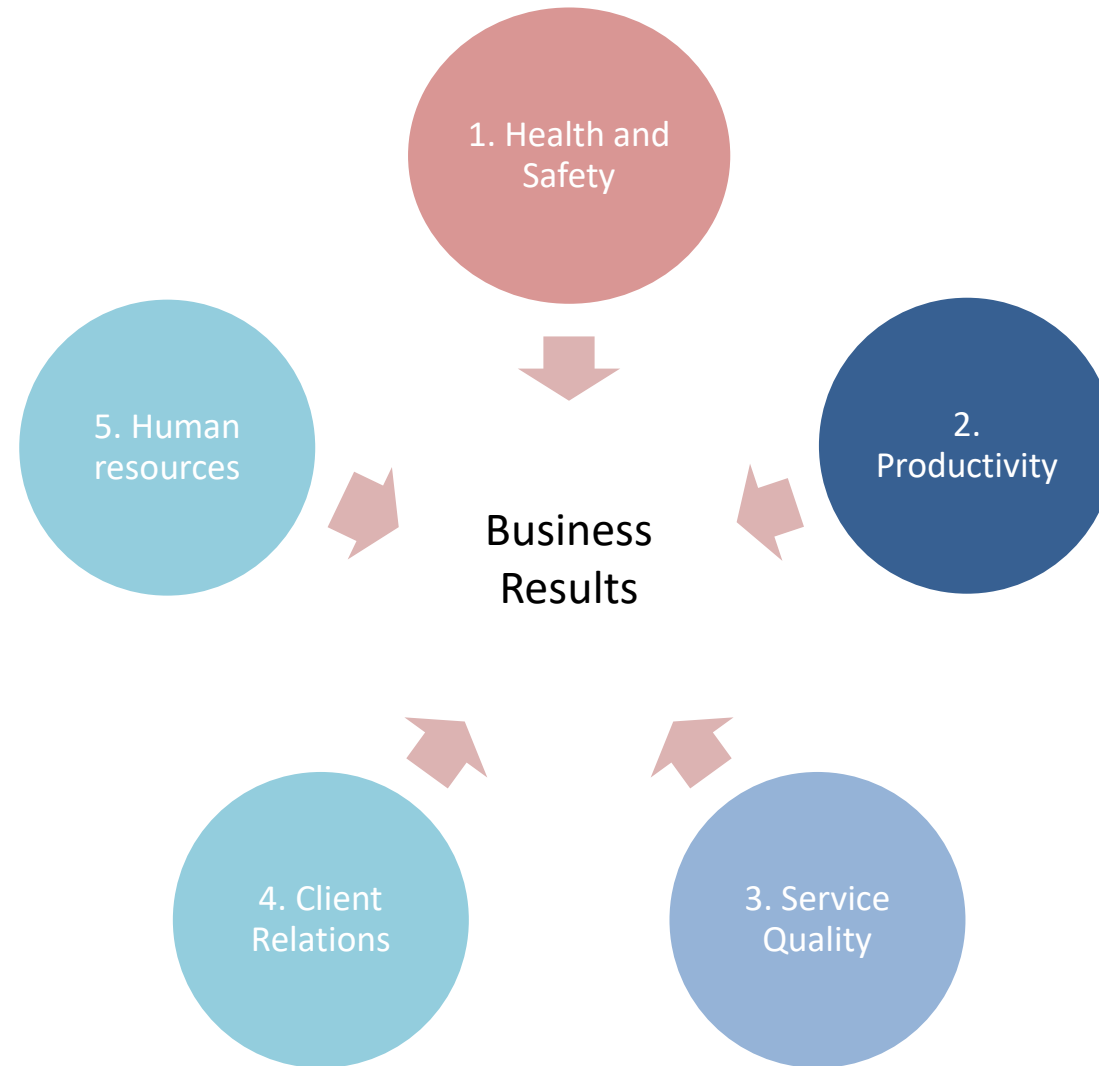 1. Health and
Safety
2.
Productivity
3. Service
Quality
4. Client
Relations
5. Human
resources
Business
Results